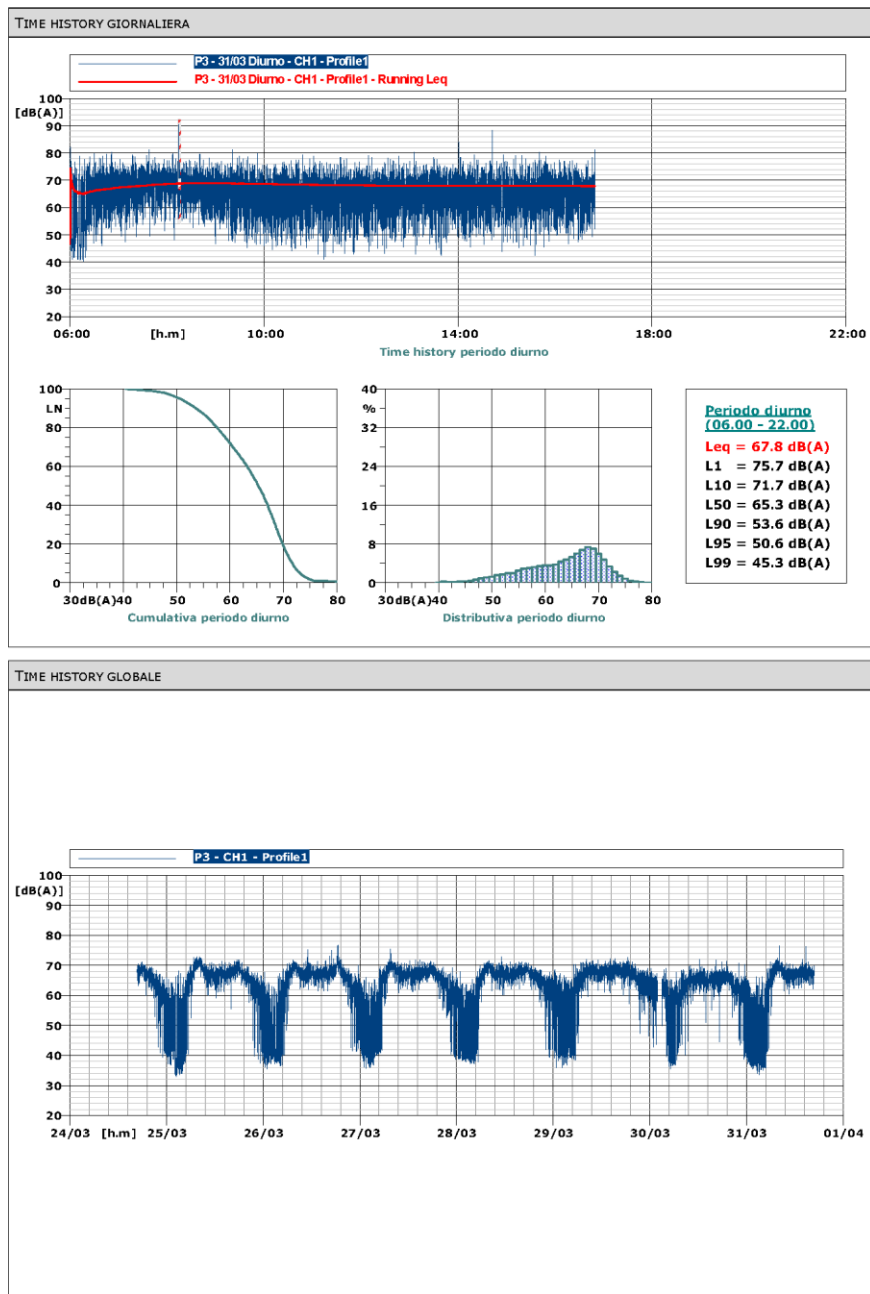 TIME HISTORY GIORNALIERA
P3 - 31/03 Diurno - CH1 - Profile1
P3 - 31/03 Diurno - CH1 - Profile1 - Running Leq
100
[dB(A)]
90
80
70
60
50
40
30
20
06:00 [h.m] 10:00 14:00 18:00 22:00
Time history periodo diurno
100
LN
80
60
40
20
0
30dB(A)40 50 60 70 80
Cumulativa periodo diurno
40
%
32
24
16
8
0
30dB(A)40 50 60 70 80
Distributiva periodo diurno
Periodo diurno
(06.00 - 22.00)
Leq = 67.8 dB(A)
L1 = 75.7 dB(A)
L10 = 71.7 dB(A)
L50 = 65.3 dB(A)
L90 = 53.6 dB(A)
L95 = 50.6 dB(A)
L99 = 45.3 dB(A)
TIME HISTORY GLOBALE
P3 - CH1 - Profile1
100
[dB(A)]
90
80
70
60
50
40
30
20
24/03 [h.m] 25/03 26/03 27/03 28/03 29/03 30/03 31/03 01/04